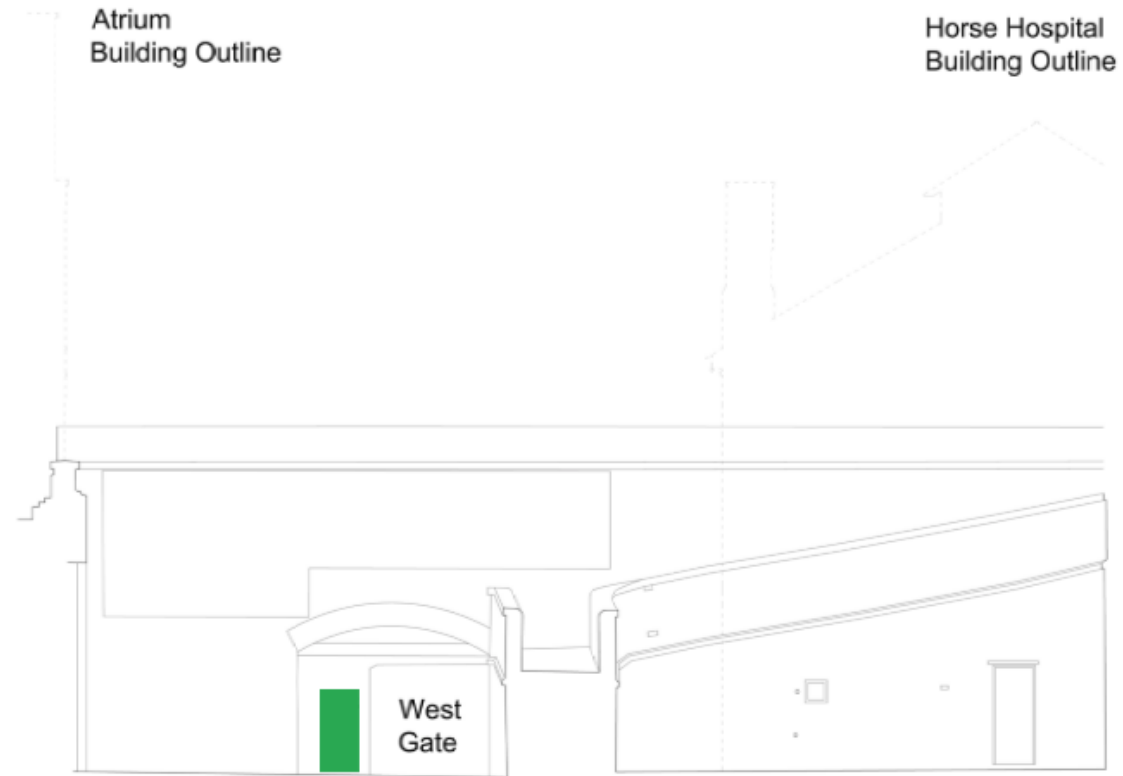 Atrium
Building Outline
Horse Hospital
Building Outline
West
Gate